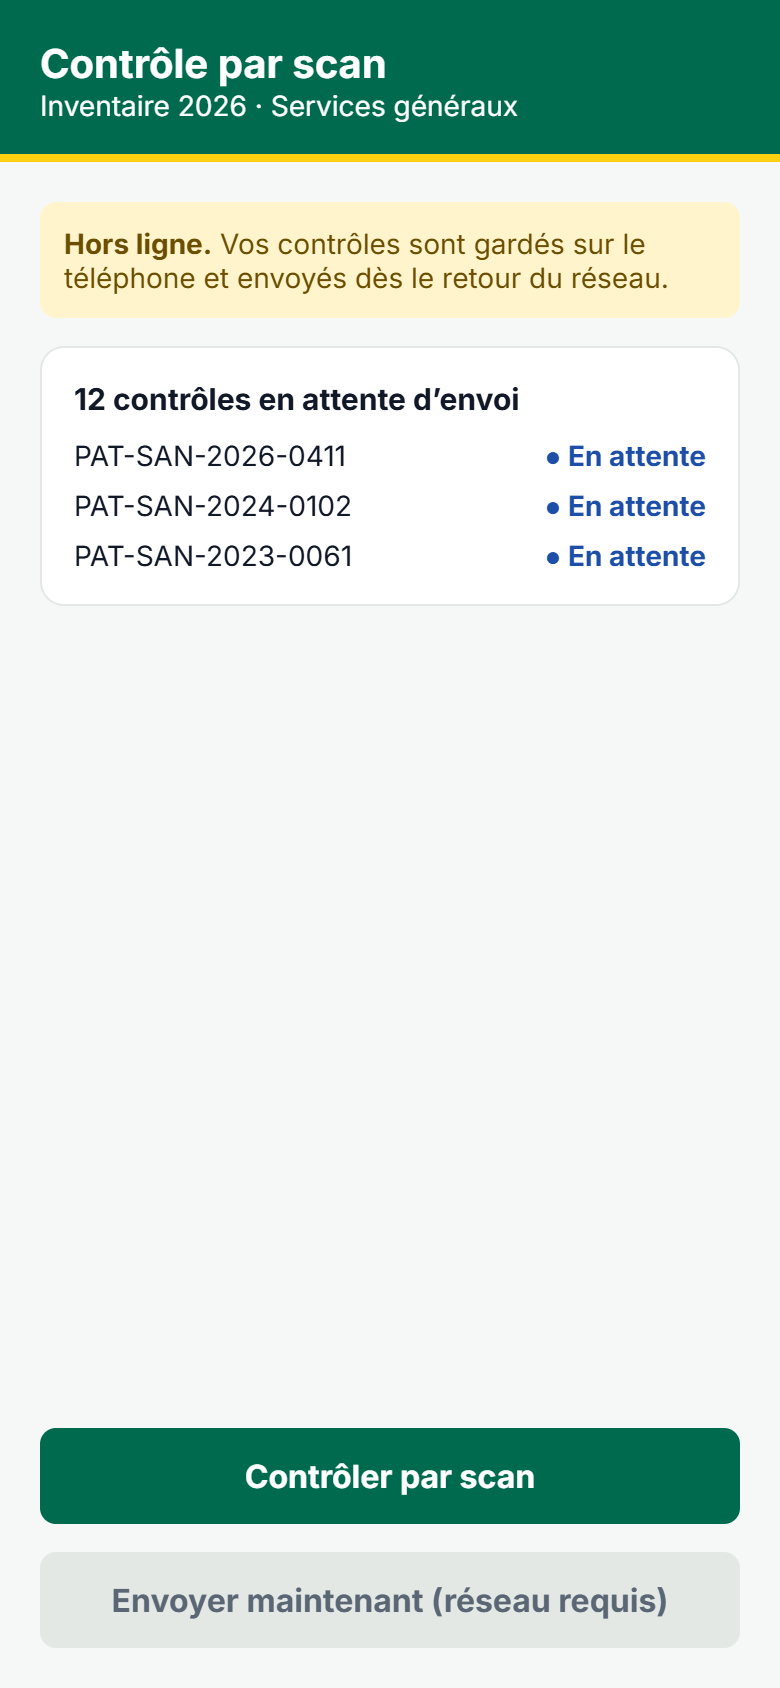 Contrôle par scan
Inventaire 2026 · Services généraux
Hors ligne. Vos contrôles sont gardés sur le
téléphone et envoyés dès le retour du réseau.
12 contrôles en attente d’envoi
PAT-SAN-2026-0411 ● En attente
PAT-SAN-2024-0102 ● En attente
PAT-SAN-2023-0061 ● En attente
Contrôler par scan
Envoyer maintenant (réseau requis)